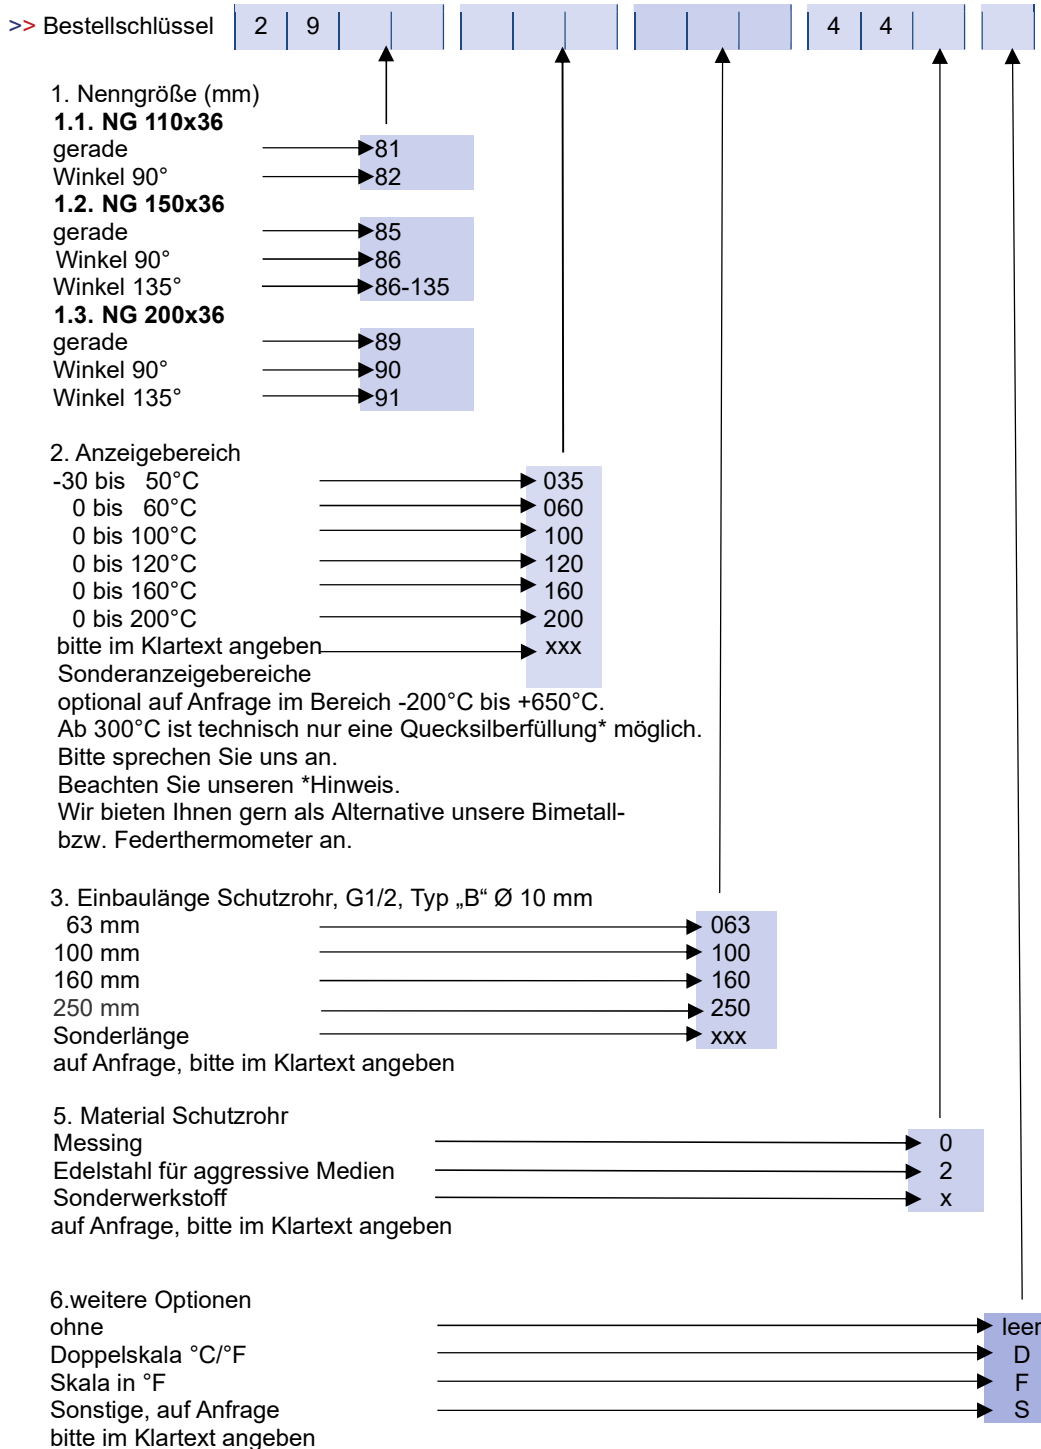 >> Bestellschlüssel 2 9 4 4
1. Nenngröße (mm)
1.1. NG 110x36
gerade 81
Winkel 90° 82
1.2. NG 150x36
gerade 85
Winkel 90° 86
Winkel 135° 86-135
1.3. NG 200x36
gerade 89
Winkel 90° 90
Winkel 135° 91
2. Anzeigebereich
-30 bis 50°C 035
0 bis 60°C 060
0 bis 100°C 100
0 bis 120°C 120
0 bis 160°C 160
0 bis 200°C 200
bitte im Klartext angeben xxx
Sonderanzeigebereiche
optional auf Anfrage im Bereich -200°C bis +650°C.
Ab 300°C ist technisch nur eine Quecksilberfüllung* möglich.
Bitte sprechen Sie uns an.
Beachten Sie unseren *Hinweis.
Wir bieten Ihnen gern als Alternative unsere Bimetall-
bzw. Federthermometer an.
3. Einbaulänge Schutzrohr, G1/2, Typ „B“ Ø 10 mm
63 mm 063
100 mm 100
160 mm 160
250 mm 250
Sonderlänge xxx
auf Anfrage, bitte im Klartext angeben
5. Material Schutzrohr
Messing 0
Edelstahl für aggressive Medien 2
Sonderwerkstoff x
auf Anfrage, bitte im Klartext angeben
6.weitere Optionen
ohne leer
Doppelskala °C/°F D
Skala in °F F
Sonstige, auf Anfrage S
bitte im Klartext angeben